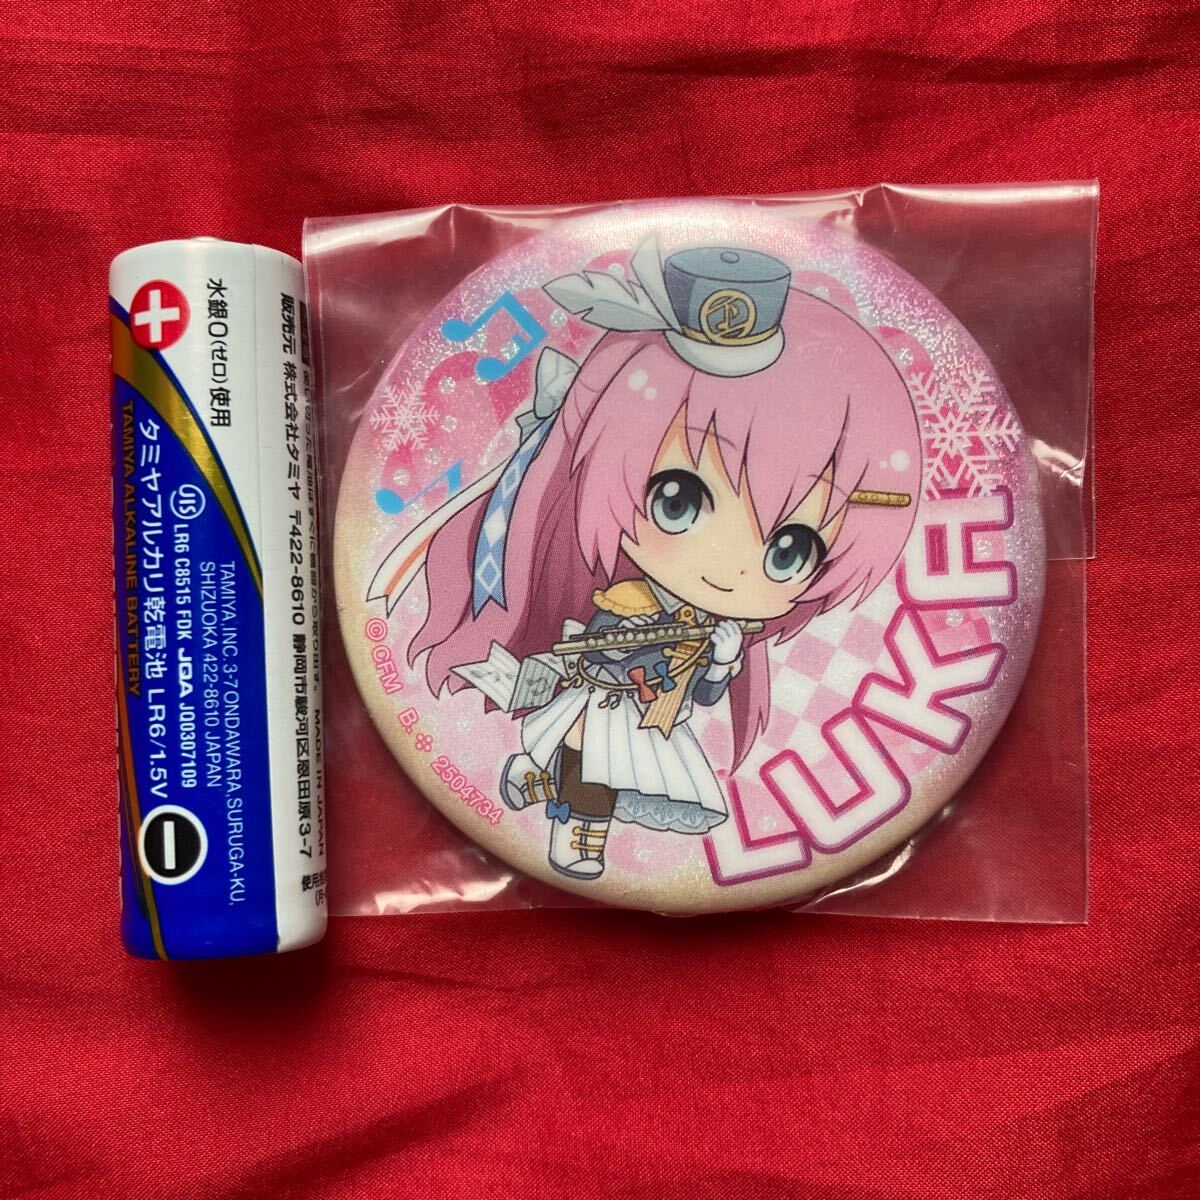 水銀0(ゼロ)使用
タミヤアルカリ乾電池 LR6/1.5V
TAMIYA ALKALINE BATTERY
JIS LR6 C8515 FDK JQA JQ0307109
TAMIYA,INC.3-7 ONDAWARA,SURUGA-KU,
SHIZUOKA 422-8610 JAPAN
MADE IN JAPAN
販売元 株式会社タミヤ 〒422-8610 静岡市駿河区恩田原3-7
LUKA
© CFM B. 2504734